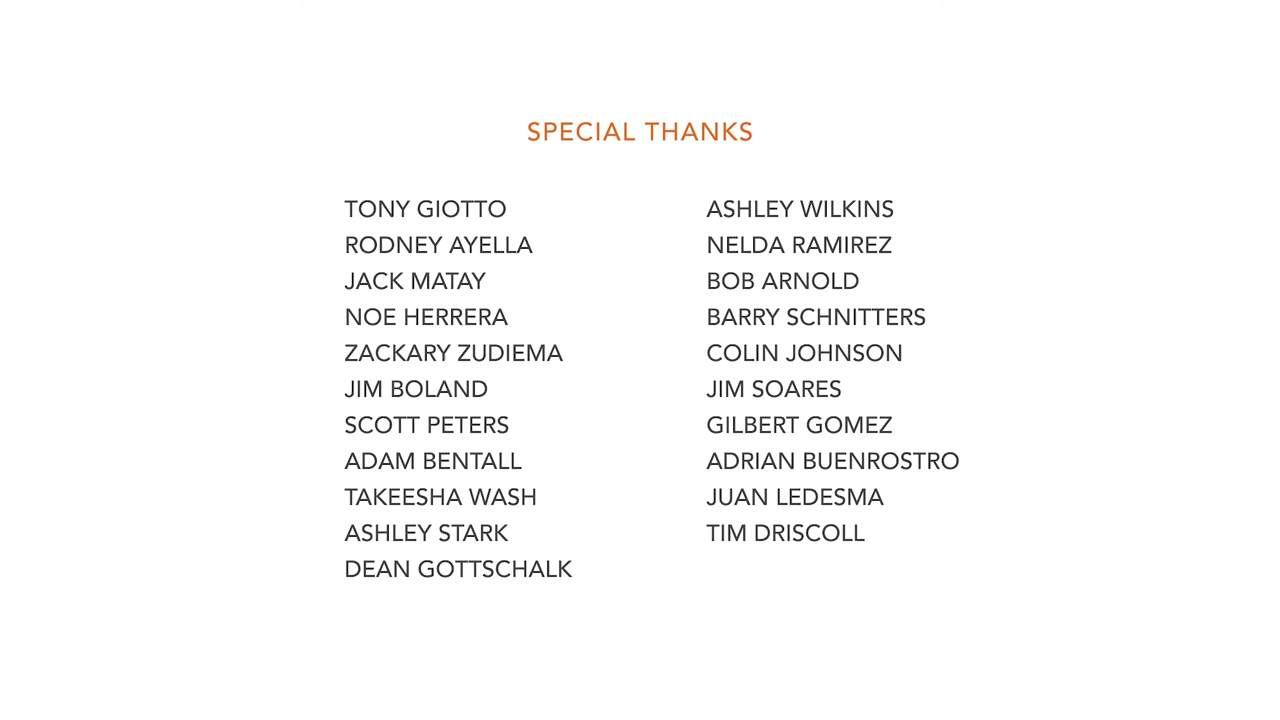 SPECIAL THANKS
TONY GIOTTO
RODNEY AYELLA
JACK MATAY
NOE HERRERA
ZACKARY ZUDIEMA
JIM BOLAND
SCOTT PETERS
ADAM BENTALL
TAKEESHA WASH
ASHLEY STARK
DEAN GOTTSCHALK
ASHLEY WILKINS
NELDA RAMIREZ
BOB ARNOLD
BARRY SCHNITTERS
COLIN JOHNSON
JIM SOARES
GILBERT GOMEZ
ADRIAN BUENROSTRO
JUAN LEDESMA
TIM DRISCOLL